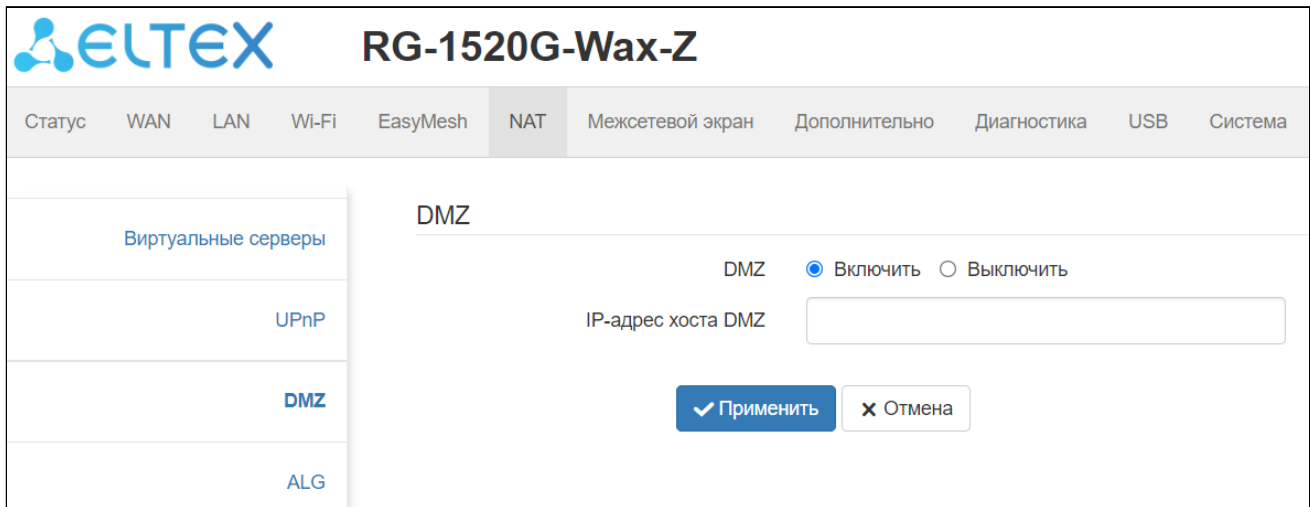 ELTEX RG-1520G-Wax-Z
Статус WAN LAN Wi-Fi EasyMesh NAT Межсетевой экран Дополнительно Диагностика USB Система
Виртуальные серверы
UPnP
DMZ
ALG
DMZ
DMZ Включить Выключить
IP-адрес хоста DMZ
Применить Отмена